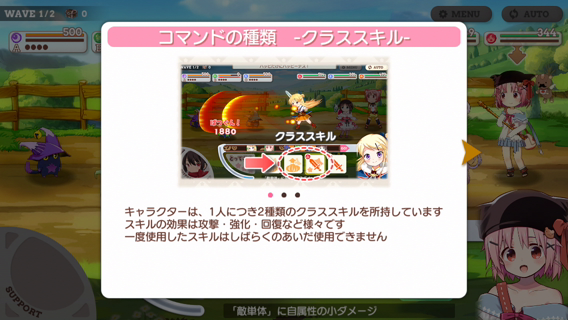 WAVE 1/2
0
MENU
AUTO
500
344
コマンドの種類 -クラススキル-
WAVE 1/2
AUTO
1880
クラススキル
キャラクターは、1人につき2種類のクラススキルを所持しています
スキルの効果は攻撃・強化・回復など様々です
一度使用したスキルはしばらくのあいだ使用できません
SUPPORT
「敵単体」に自属性の小ダメージ